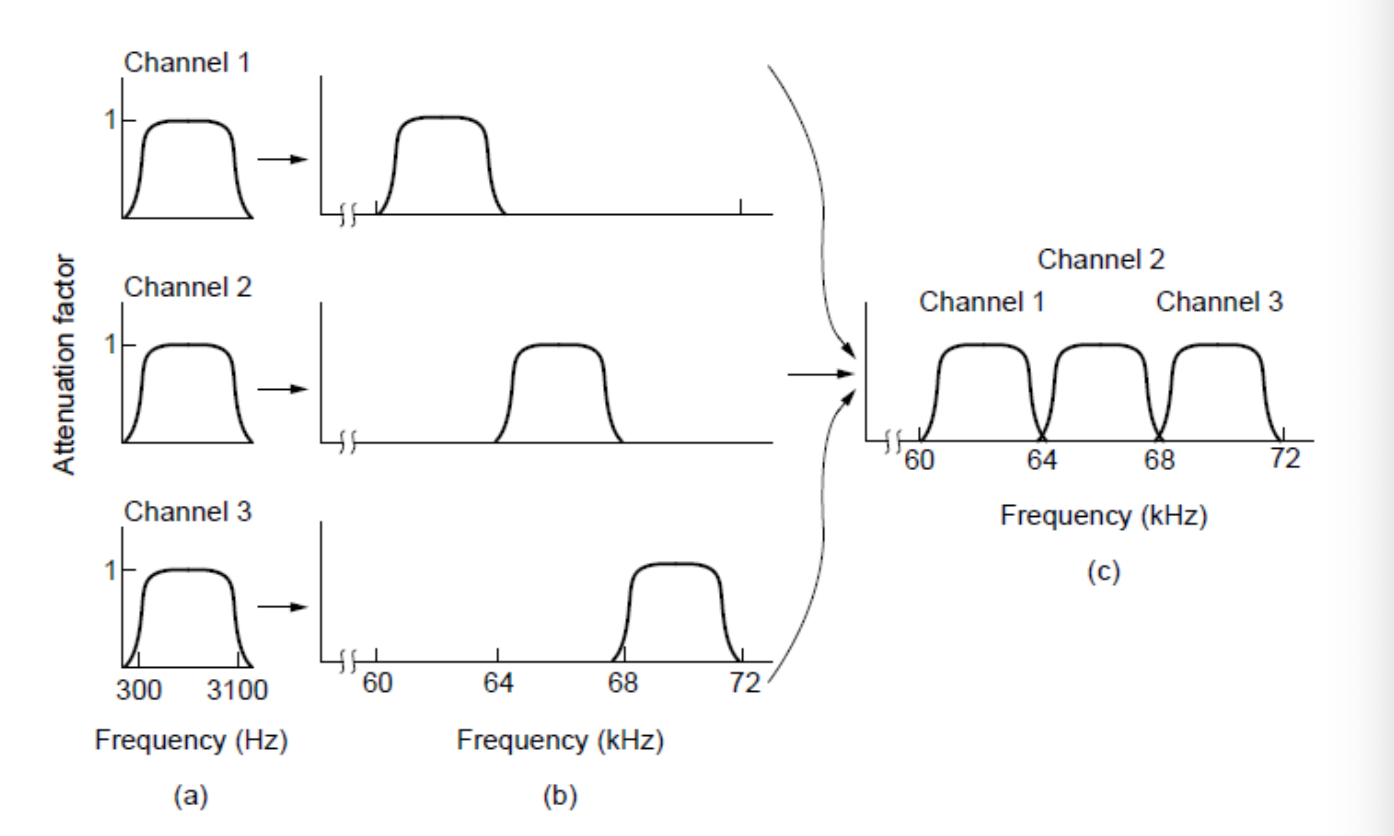 Channel 1
1
Channel 2
1
Channel 3
1
Attenuation factor
300 3100
Frequency (Hz)
(a)
60 64 68 72
Frequency (kHz)
(b)
Channel 2
Channel 1 Channel 3
60 64 68 72
Frequency (kHz)
(c)